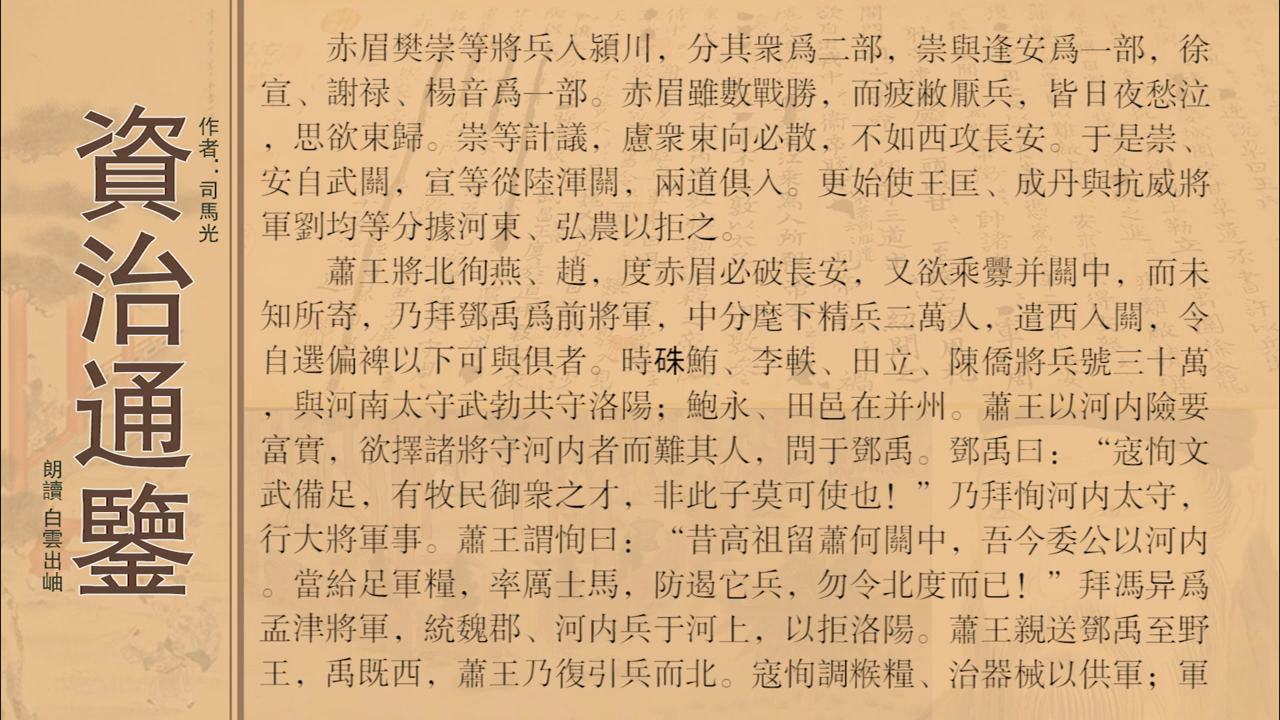 資治通鑒
作者：司馬光
朗讀 白雲出岫
赤眉樊崇等將兵入潁川，分其衆爲二部，崇與逄安爲一部，徐
宣、謝禄、楊音爲一部。赤眉雖數戰勝，而疲敝厭兵，皆日夜愁泣
，思欲東歸。崇等計議，慮衆東向必散，不如西攻長安。于是崇、
安自武關，宣等從陸渾關，兩道俱入。更始使王匡、成丹與抗威將
軍劉均等分據河東、弘農以拒之。
蕭王將北徇燕、趙，度赤眉必破長安，又欲乘釁并關中，而未
知所寄，乃拜鄧禹爲前將軍，中分麾下精兵二萬人，遣西入關，令
自選偏裨以下可與俱者。時硃鮪、李軼、田立、陳僑將兵號三十萬
，與河南太守武勃共守洛陽；鮑永、田邑在并州。蕭王以河内險要
富實，欲擇諸將守河内者而難其人，問于鄧禹。鄧禹曰：“寇恂文
武備足，有牧民御衆之才，非此子莫可使也！”乃拜恂河内太守，
行大將軍事。蕭王謂恂曰：“昔高祖留蕭何關中，吾今委公以河内
。當給足軍糧，率厲士馬，防遏它兵，勿令北度而已！”拜馮异爲
孟津將軍，統魏郡、河内兵于河上，以拒洛陽。蕭王親送鄧禹至野
王，禹既西，蕭王乃復引兵而北。寇恂調糇糧、治器械以供軍；軍